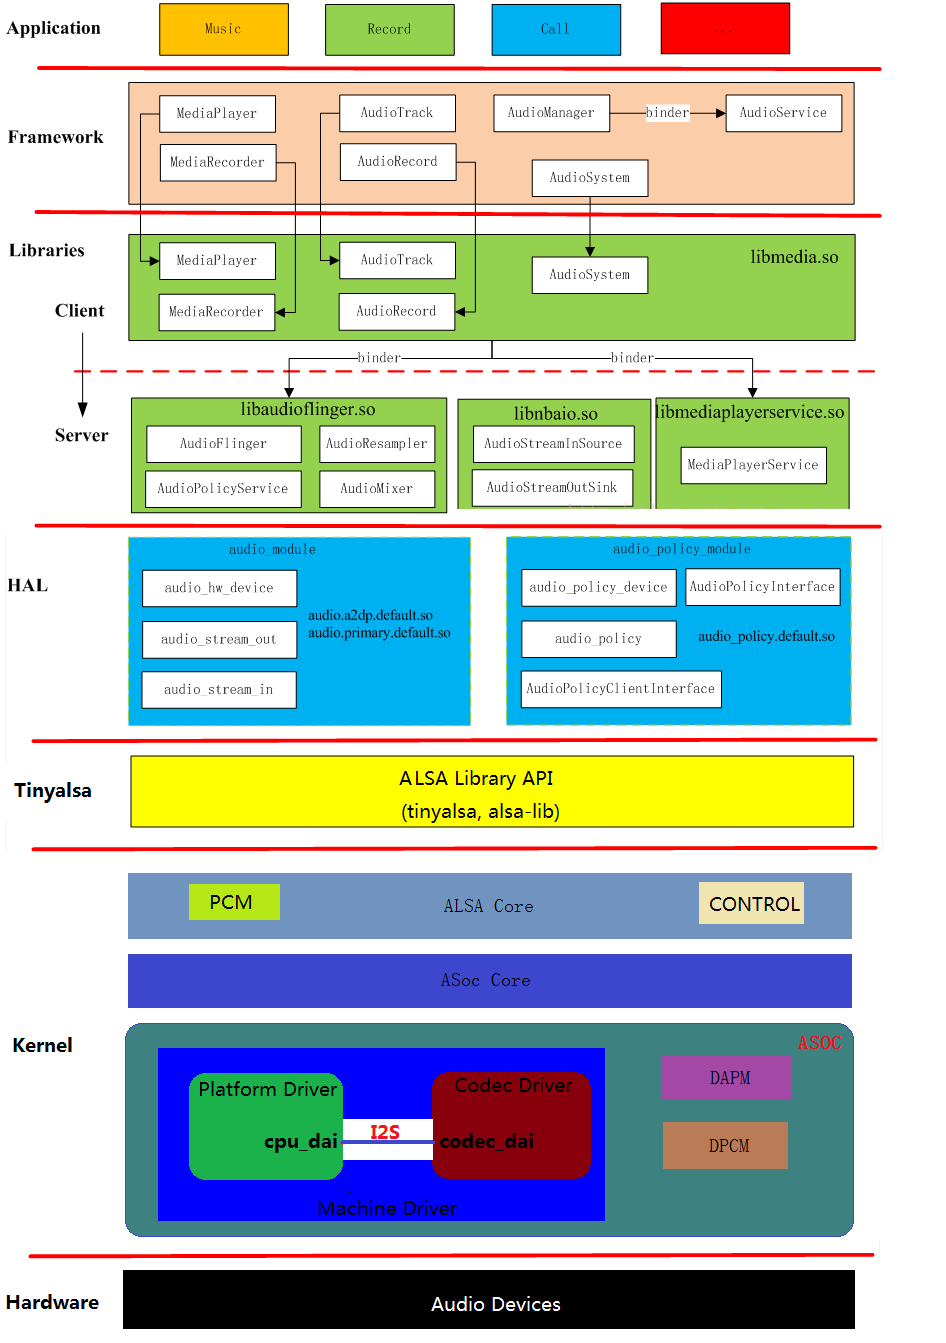 Application
Music
Record
Call
...
Framework
MediaPlayer
AudioTrack
AudioManager
binder
AudioService
MediaRecorder
AudioRecord
AudioSystem
Libraries
libmedia.so
MediaPlayer
AudioTrack
AudioSystem
MediaRecorder
AudioRecord
Client
binder
binder
Server
libaudioflinger.so
AudioFlinger
AudioResampler
AudioPolicyService
AudioMixer
libnbaio.so
AudioStreamInSource
AudioStreamOutSink
libmediaplayerservice.so
MediaPlayerService
HAL
audio_module
audio_hw_device
audio_stream_out
audio_stream_in
audio.a2dp.default.so
audio.primary.default.so
audio_policy_module
audio_policy_device
AudioPolicyInterface
audio_policy
audio_policy.default.so
AudioPolicyClientInterface
Tinyalsa
ALSA Library API
(tinyalsa, alsa-lib)
Kernel
PCM
ALSA Core
CONTROL
ASoc Core
ASOC
Platform Driver
cpu_dai
I2S
Codec Driver
codec_dai
Machine Driver
DAPM
DPCM
Hardware
Audio Devices